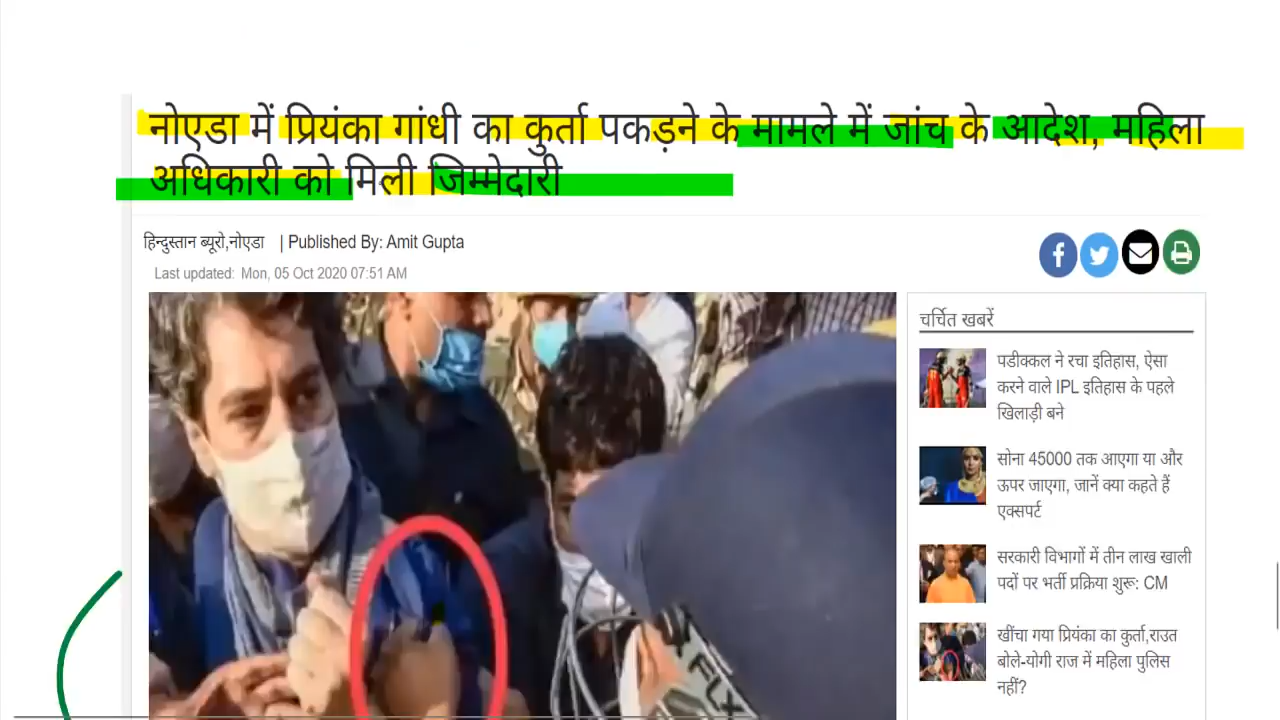 नोएडा में प्रियंका गांधी का कुर्ता पकड़ने के मामले में जांच के आदेश, महिला
अधिकारी को मिली जिम्मेदारी
हिन्दुस्तान ब्यूरो,नोएडा | Published By: Amit Gupta
Last updated: Mon, 05 Oct 2020 07:51 AM
चर्चित खबरें
पडीक्कल ने रचा इतिहास, ऐसा
करने वाले IPL इतिहास के पहले
खिलाड़ी बने
सोना 45000 तक आएगा या और
ऊपर जाएगा, जानें क्या कहते हैं
एक्सपर्ट
सरकारी विभागों में तीन लाख खाली
पदों पर भर्ती प्रक्रिया शुरू: CM
खींचा गया प्रियंका का कुर्ता,राउत
बोले-योगी राज में महिला पुलिस
नहीं?